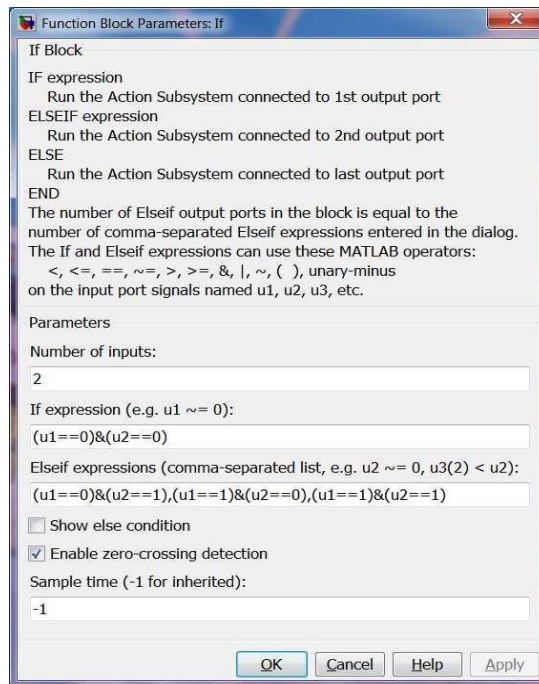 Function Block Parameters: If
If Block
IF expression
Run the Action Subsystem connected to 1st output port
ELSEIF expression
Run the Action Subsystem connected to 2nd output port
ELSE
Run the Action Subsystem connected to last output port
END
The number of Elseif output ports in the block is equal to the
number of comma-separated Elseif expressions entered in the dialog.
The If and Elseif expressions can use these MATLAB operators:
<, <=, ==, ~=, >, >=, &, |, ~, ( ), unary-minus
on the input port signals named u1, u2, u3, etc.
Parameters
Number of inputs:
2
If expression (e.g. u1 ~= 0):
(u1==0)&(u2==0)
Elseif expressions (comma-separated list, e.g. u2 ~= 0, u3(2) < u2):
(u1==0)&(u2==1),(u1==1)&(u2==0),(u1==1)&(u2==1)
Show else condition
Enable zero-crossing detection
Sample time (-1 for inherited):
-1
OK Cancel Help Apply